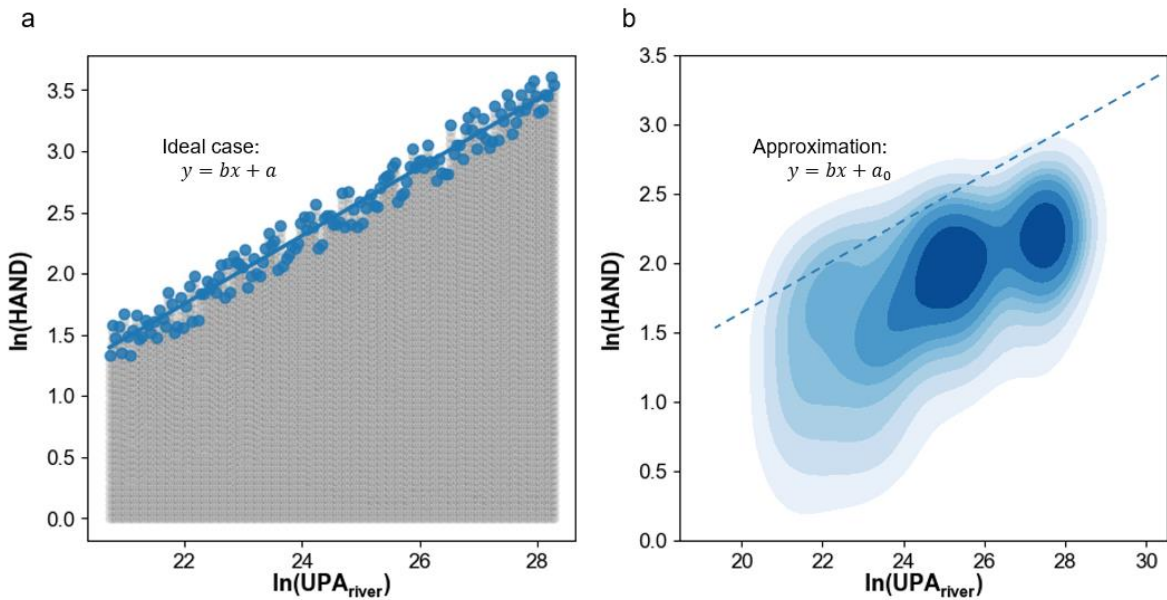 a
3.5
3.0
2.5
2.0
1.5
1.0
0.5
0.0
ln(HAND)
Ideal case:
y = bx + a
22 24 26 28
ln(UPA_river)
b
3.5
3.0
2.5
2.0
1.5
1.0
0.5
0.0
ln(HAND)
Approximation:
y = bx + a₀
20 22 24 26 28 30
ln(UPA_river)